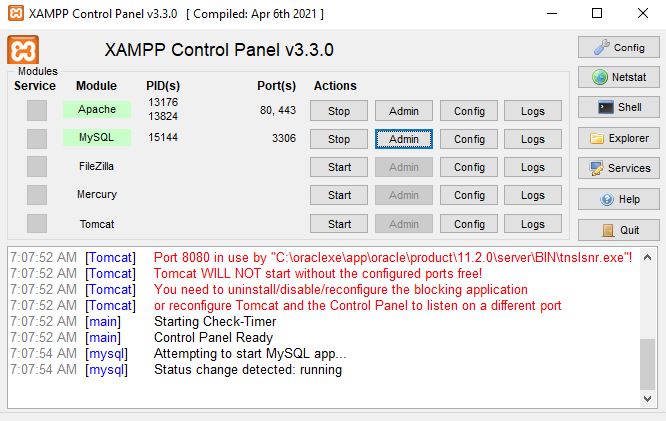 XAMPP Control Panel v3.3.0 [ Compiled: Apr 6th 2021 ]
XAMPP Control Panel v3.3.0
Config
Modules
Service Module PID(s) Port(s) Actions
Netstat
Apache 13176 13824 80, 443 Stop Admin Config Logs
Shell
MySQL 15144 3306 Stop Admin Config Logs
Explorer
FileZilla Start Admin Config Logs
Services
Mercury Start Admin Config Logs
Help
Tomcat Start Admin Config Logs
Quit
7:07:52 AM [Tomcat] Port 8080 in use by "C:\oraclexe\app\oracle\product\11.2.0\server\BIN\tnslsnr.exe"!
7:07:52 AM [Tomcat] Tomcat WILL NOT start without the configured ports free!
7:07:52 AM [Tomcat] You need to uninstall/disable/reconfigure the blocking application
7:07:52 AM [Tomcat] or reconfigure Tomcat and the Control Panel to listen on a different port
7:07:52 AM [main] Starting Check-Timer
7:07:52 AM [main] Control Panel Ready
7:07:54 AM [mysql] Attempting to start MySQL app...
7:07:54 AM [mysql] Status change detected: running